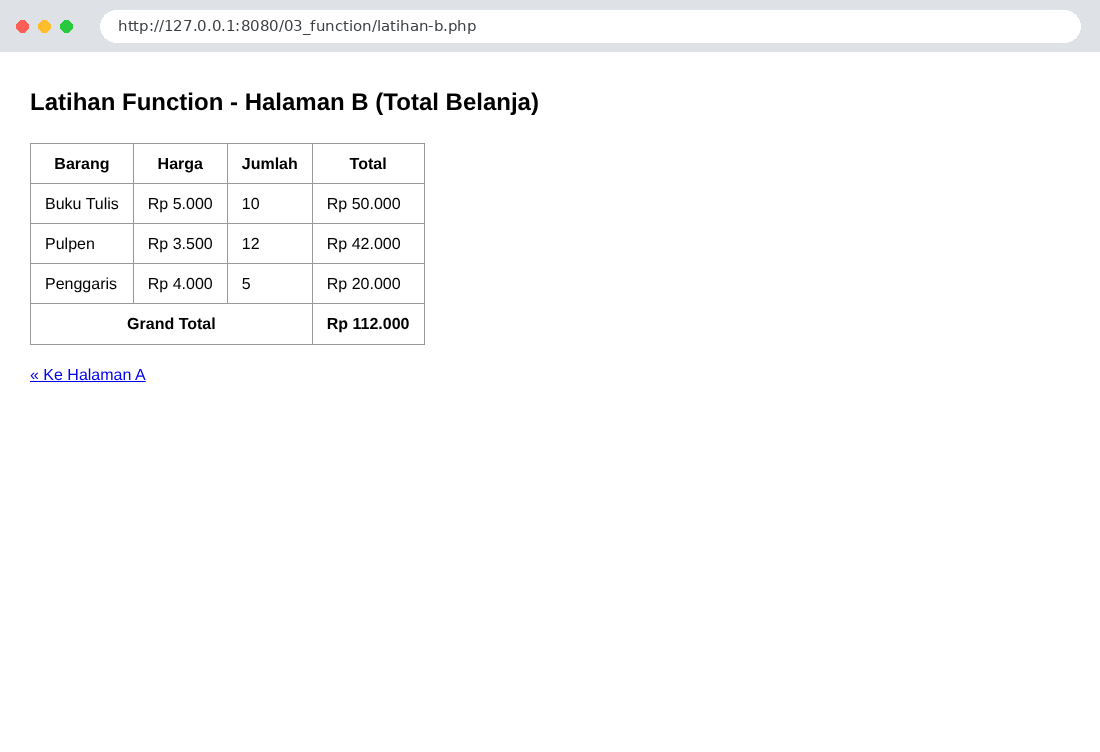 http://127.0.0.1:8080/03_function/latihan-b.php
Latihan Function - Halaman B (Total Belanja)
Barang Harga Jumlah Total
Buku Tulis Rp 5.000 10 Rp 50.000
Pulpen Rp 3.500 12 Rp 42.000
Penggaris Rp 4.000 5 Rp 20.000
Grand Total Rp 112.000
« Ke Halaman A